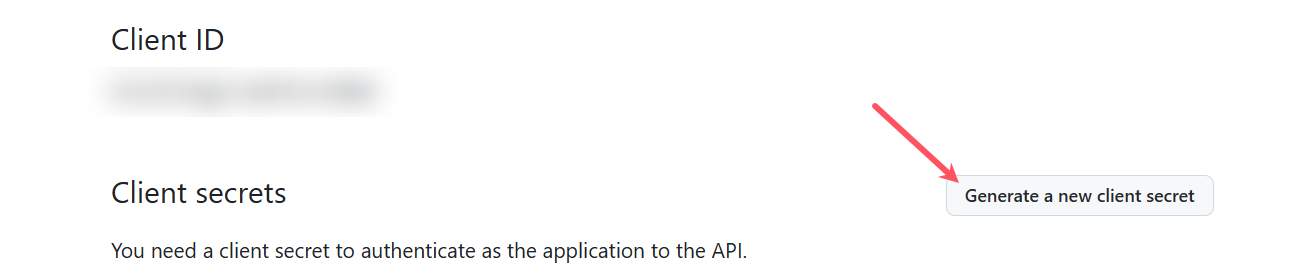 Client ID
Client secrets
Generate a new client secret
You need a client secret to authenticate as the application to the API.